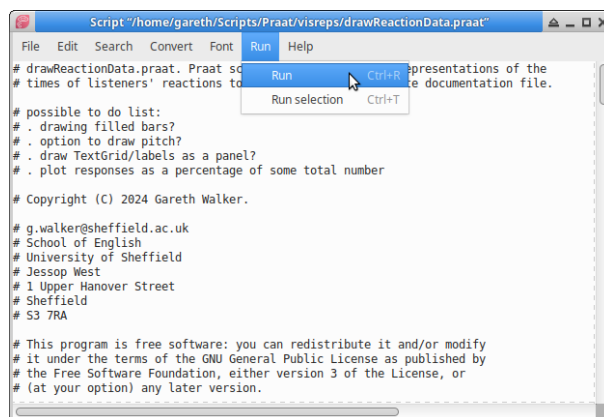 Script "/home/gareth/Scripts/Praat/visreps/drawReactionData.praat"
File Edit Search Convert Font Run Help
Run Ctrl+R
Run selection Ctrl+T
# drawReactionData.praat. Praat sc epresentations of the
# times of listeners' reactions to te documentation file.
# possible to do list:
# . drawing filled bars?
# . option to draw pitch?
# . draw TextGrid/labels as a panel?
# . plot responses as a percentage of some total number
# Copyright (C) 2024 Gareth Walker.
# g.walker@sheffield.ac.uk
# School of English
# University of Sheffield
# Jessop West
# 1 Upper Hanover Street
# Sheffield
# S3 7RA
# This program is free software: you can redistribute it and/or modify
# it under the terms of the GNU General Public License as published by
# the Free Software Foundation, either version 3 of the License, or
# (at your option) any later version.